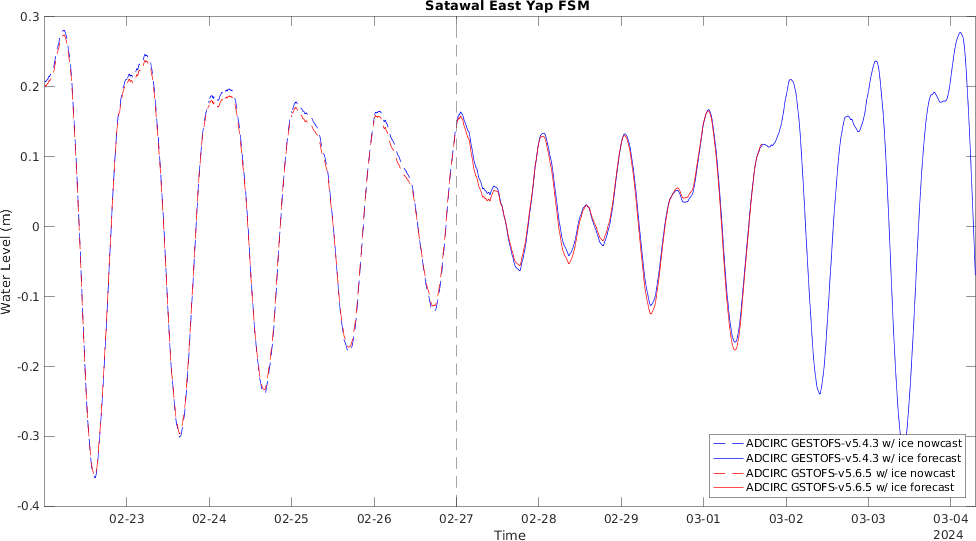 Satawal East Yap FSM
Water Level (m)
0.3
0.2
0.1
0
-0.1
-0.2
-0.3
-0.4
ADCIRC GESTOFS-v5.4.3 w/ ice nowcast
ADCIRC GESTOFS-v5.4.3 w/ ice forecast
ADCIRC GSTOFS-v5.6.5 w/ ice nowcast
ADCIRC GSTOFS-v5.6.5 w/ ice forecast
02-23 02-24 02-25 02-26 02-27 02-28 02-29 03-01 03-02 03-03 03-04
Time
2024